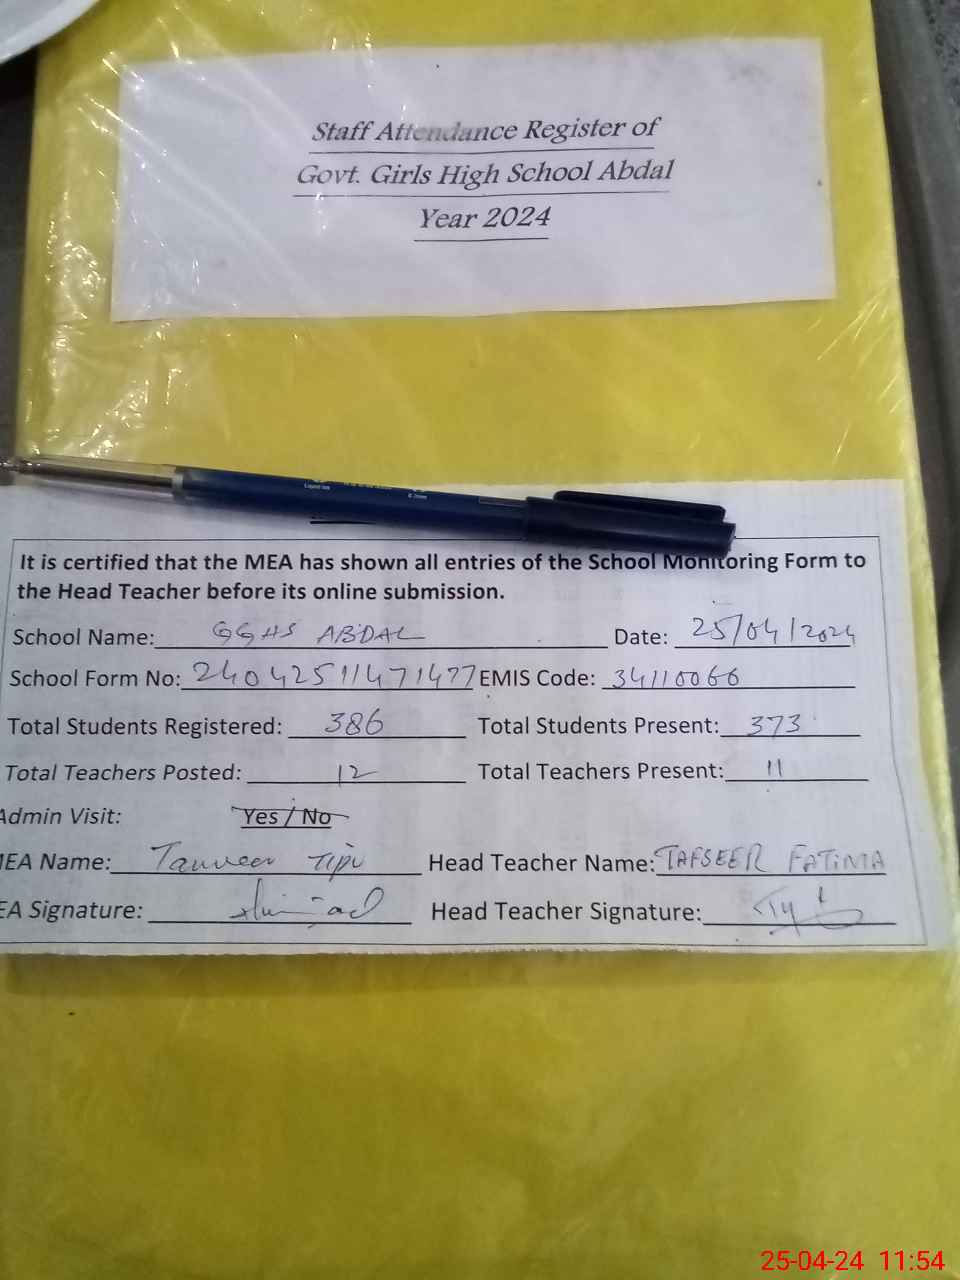 Staff Attendance Register of
Govt. Girls High School Abdal
Year 2024
It is certified that the MEA has shown all entries of the School Monitoring Form to
the Head Teacher before its online submission.
School Name: GGHS ABDAL Date: 25/04/2024
School Form No: 24042511471477 EMIS Code: 34110066
Total Students Registered: 386 Total Students Present: 373
Total Teachers Posted: 12 Total Teachers Present: 11
Admin Visit: Yes / No
MEA Name: Tanveer Tipu Head Teacher Name: TAFSEER FATIMA
EA Signature: Head Teacher Signature:
25-04-24 11:54